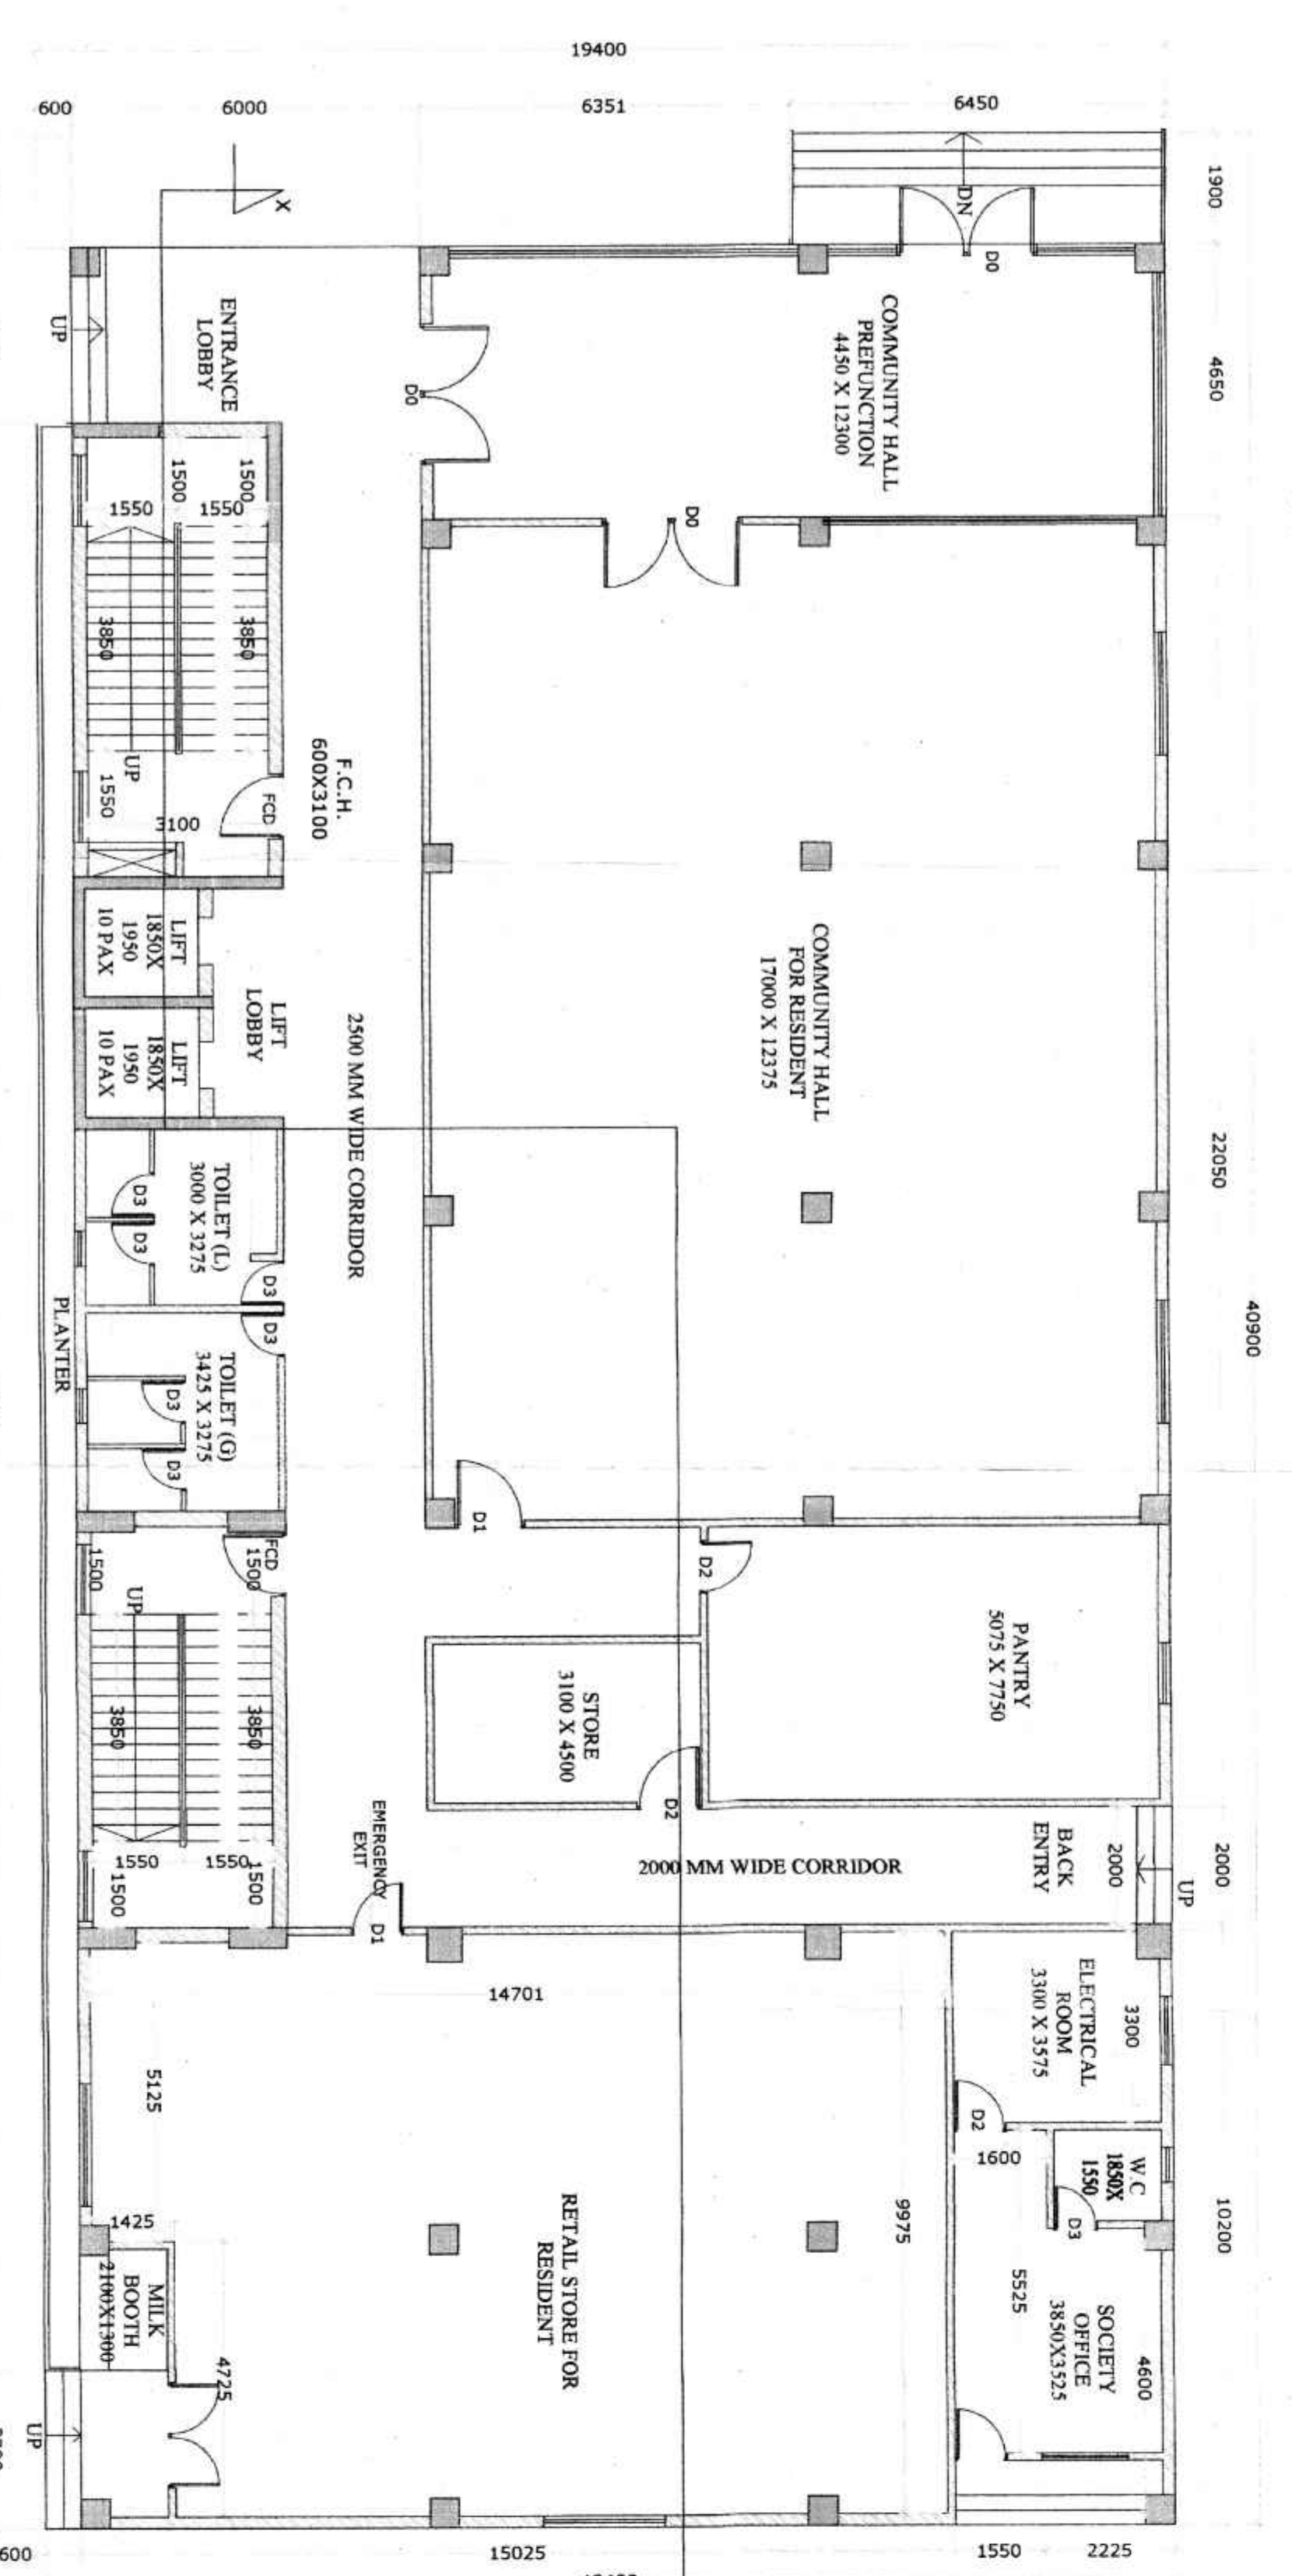 19400
600
6000
6351
6450
1900
X
DN
D0
ENTRANCE
LOBBY
UP
D0
COMMUNITY HALL
PREFUNCTION
4450 X 12300
4650
1500
1500
1550
1550
D0
3850
3850
UP
1550
3100
FCD
F.C.H.
600X3100
LIFT
1850X
1950
10 PAX
LIFT
1850X
1950
10 PAX
LIFT
LOBBY
2500 MM WIDE CORRIDOR
COMMUNITY HALL
FOR RESIDENT
17000 X 12375
22050
40900
D3
D3
TOILET (L)
3000 X 3275
D3
D3
PLANTER
TOILET (G)
3425 X 3275
D3
D3
D1
FCD
1500
1500
UP
D2
PANTRY
5075 X 7750
STORE
3100 X 4500
3850
3850
D2
EMERGENCY
EXIT
D1
1550
1550
1500
1500
2000 MM WIDE CORRIDOR
BACK
ENTRY
2000
2000
UP
14701
ELECTRICAL
ROOM
3300 X 3575
3300
5125
D2
1600
W.C
1850X
1550
D3
9975
10200
1425
MILK
BOOTH
2100X1300
RETAIL STORE FOR
RESIDENT
5525
SOCIETY
OFFICE
3850X3525
4600
4725
UP
600
15025
1550
2225